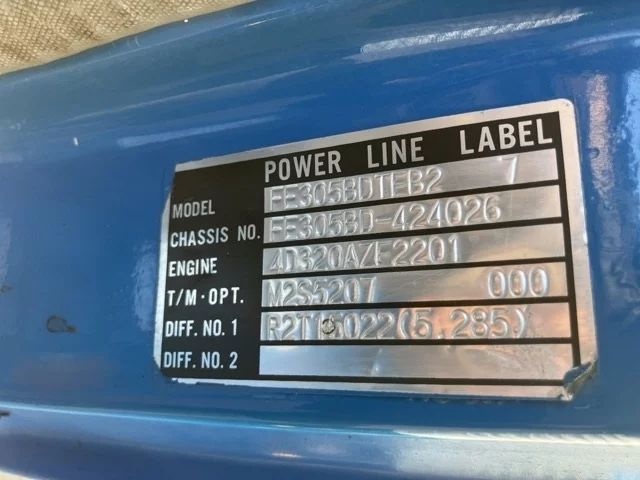 POWER LINE LABEL
MODEL FE305BDTEB2 7
CHASSIS NO. FE305BD-424026
ENGINE 4D320AZF2201
T/M·OPT. M2S5207 000
DIFF. NO. 1 R2T15022(5.285)
DIFF. NO. 2